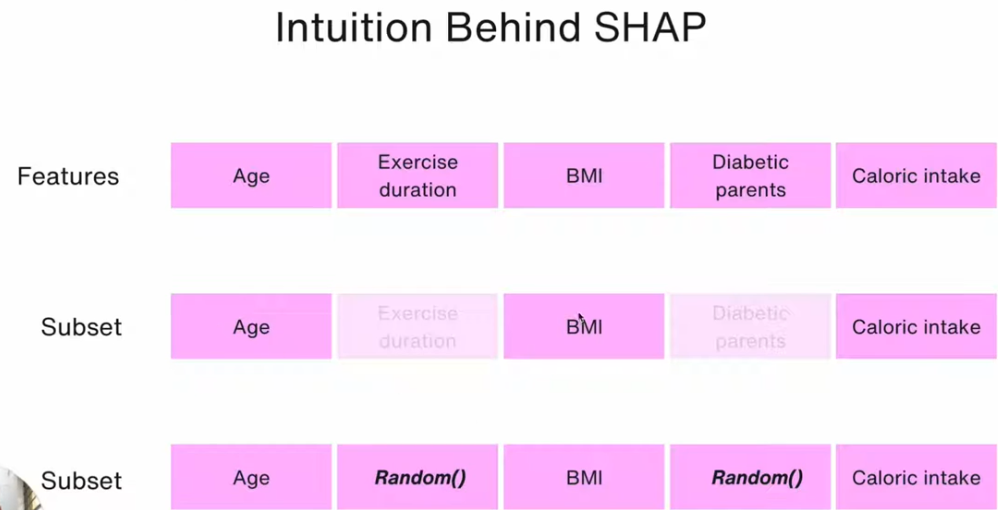 Intuition Behind SHAP
Features
Age
Exercise
duration
BMI
Diabetic
parents
Caloric intake
Subset
Age
Exercise
duration
BMI
Diabetic
parents
Caloric intake
Subset
Age
Random()
BMI
Random()
Caloric intake